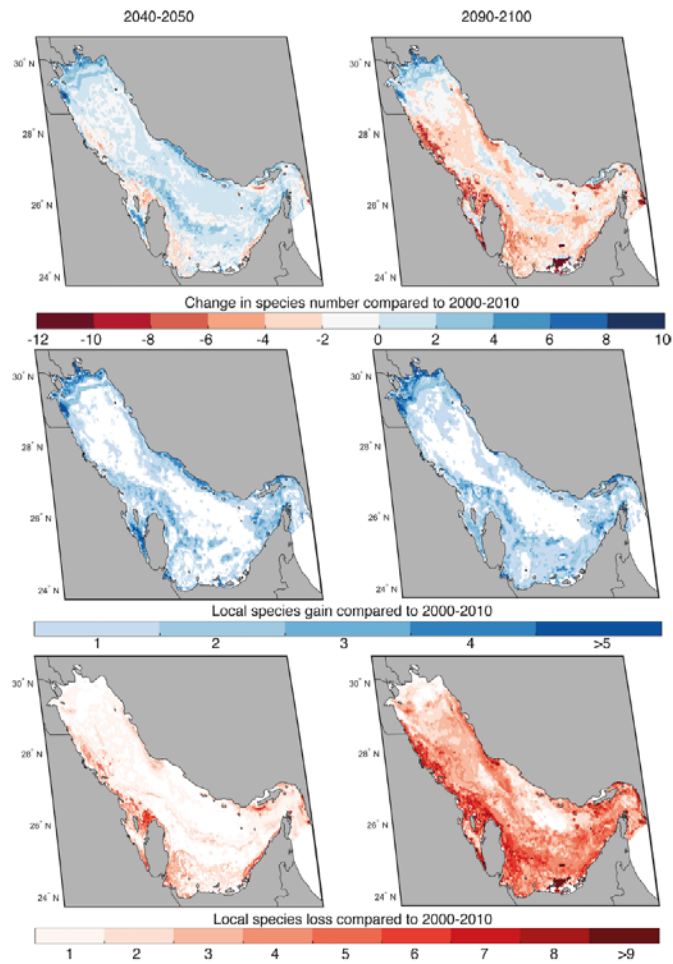 2040-2050 2090-2100
30° N 30° N
28° N 28° N
26° N 26° N
24° N 24° N
Change in species number compared to 2000-2010
-12 -10 -8 -6 -4 -2 0 2 4 6 8 10
30° N 30° N
28° N 28° N
26° N 26° N
24° N 24° N
Local species gain compared to 2000-2010
1 2 3 4 >5
30° N 30° N
28° N 28° N
26° N 26° N
24° N 24° N
Local species loss compared to 2000-2010
1 2 3 4 5 6 7 8 >9